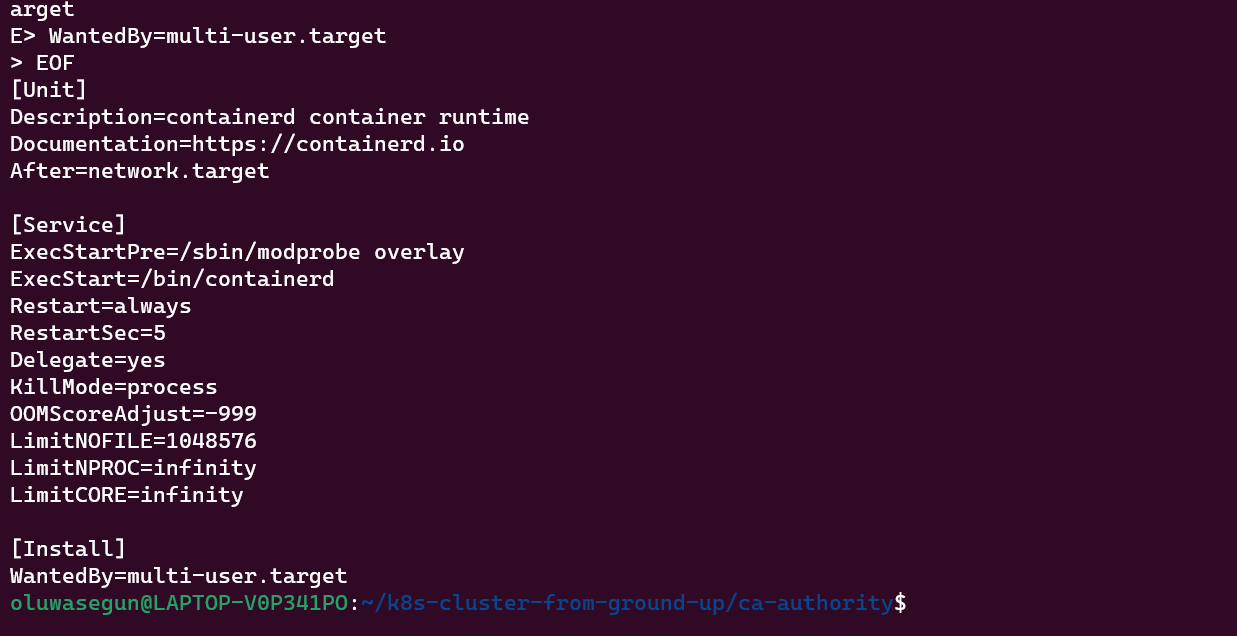 arget
E> WantedBy=multi-user.target
> EOF
[Unit]
Description=containerd container runtime
Documentation=https://containerd.io
After=network.target
[Service]
ExecStartPre=/sbin/modprobe overlay
ExecStart=/bin/containerd
Restart=always
RestartSec=5
Delegate=yes
KillMode=process
OOMScoreAdjust=-999
LimitNOFILE=1048576
LimitNPROC=infinity
LimitCORE=infinity
[Install]
WantedBy=multi-user.target
oluwasegun@LAPTOP-V0P341PO:~/k8s-cluster-from-ground-up/ca-authority$